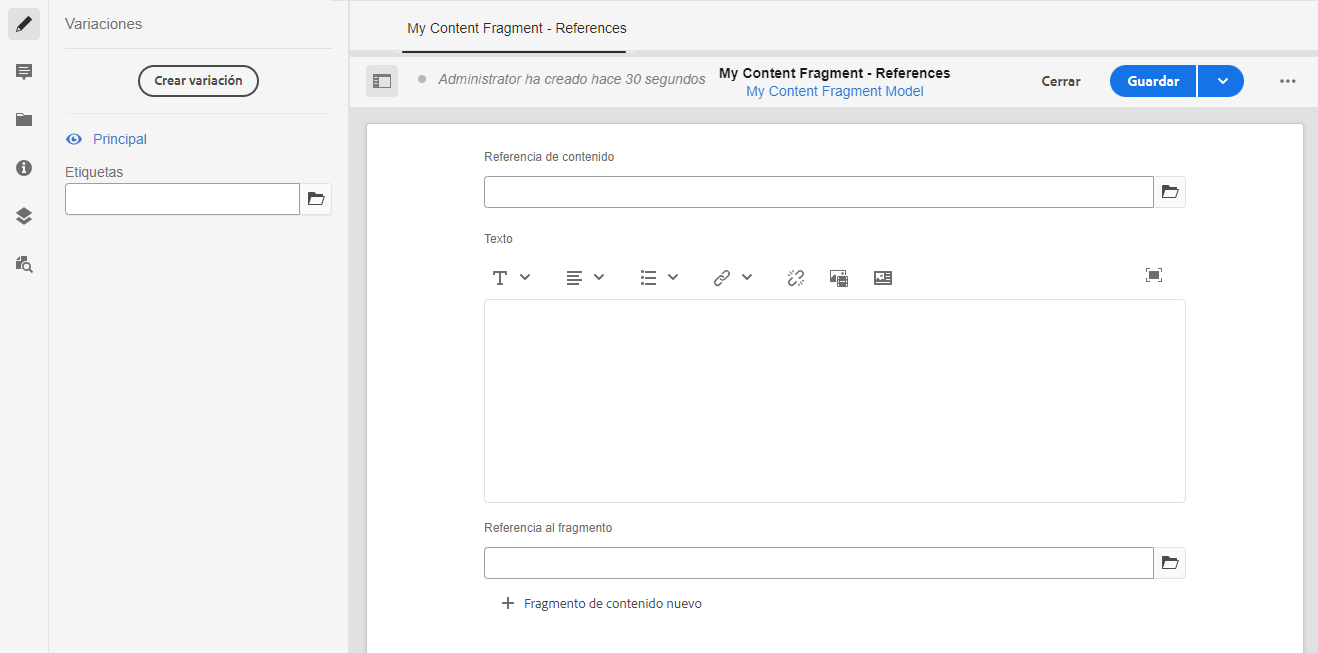 Variaciones
Crear variación
Principal
Etiquetas
My Content Fragment - References
Administrator ha creado hace 30 segundos
My Content Fragment - References
My Content Fragment Model
Cerrar
Guardar
Referencia de contenido
Texto
Referencia al fragmento
Fragmento de contenido nuevo